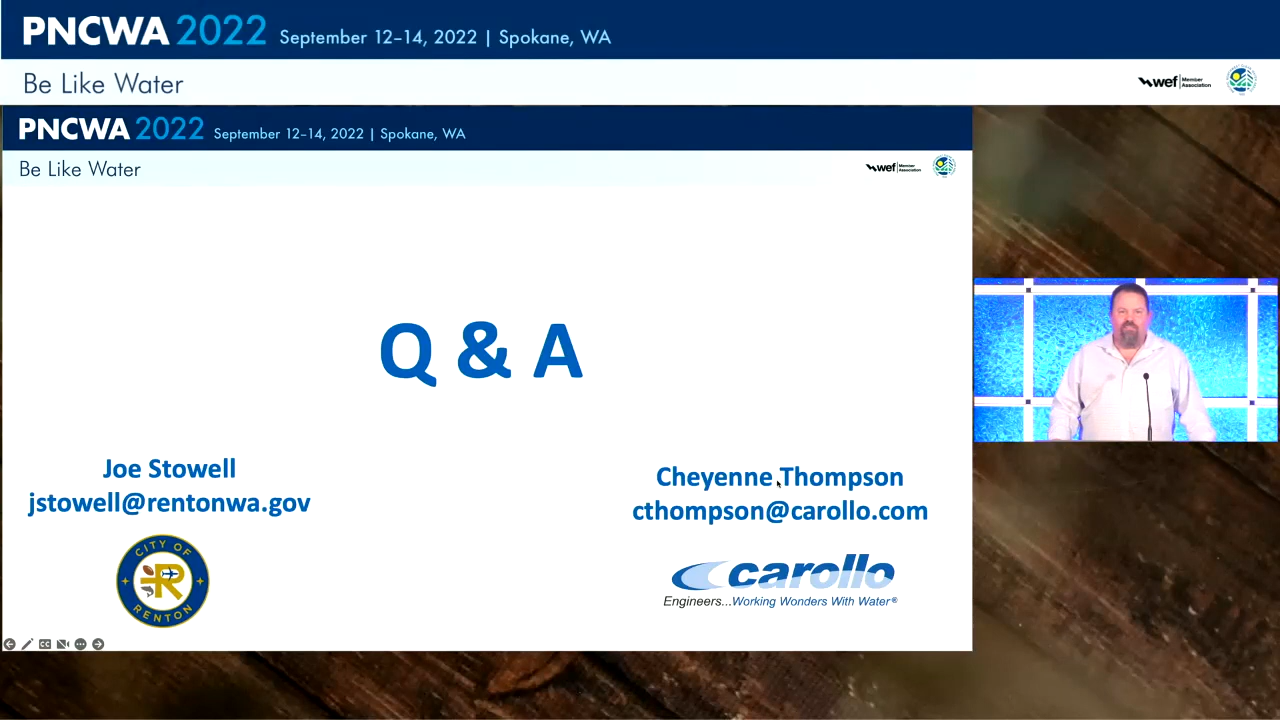 PNCWA 2022 September 12–14, 2022 | Spokane, WA
Be Like Water
wef Member Association
PNCWA 2022 September 12–14, 2022 | Spokane, WA
Be Like Water
wef Member Association
Q & A
Joe Stowell
jstowell@rentonwa.gov
CITY OF
R
RENTON
Cheyenne Thompson
cthompson@carollo.com
carollo
Engineers...Working Wonders With Water®
CC